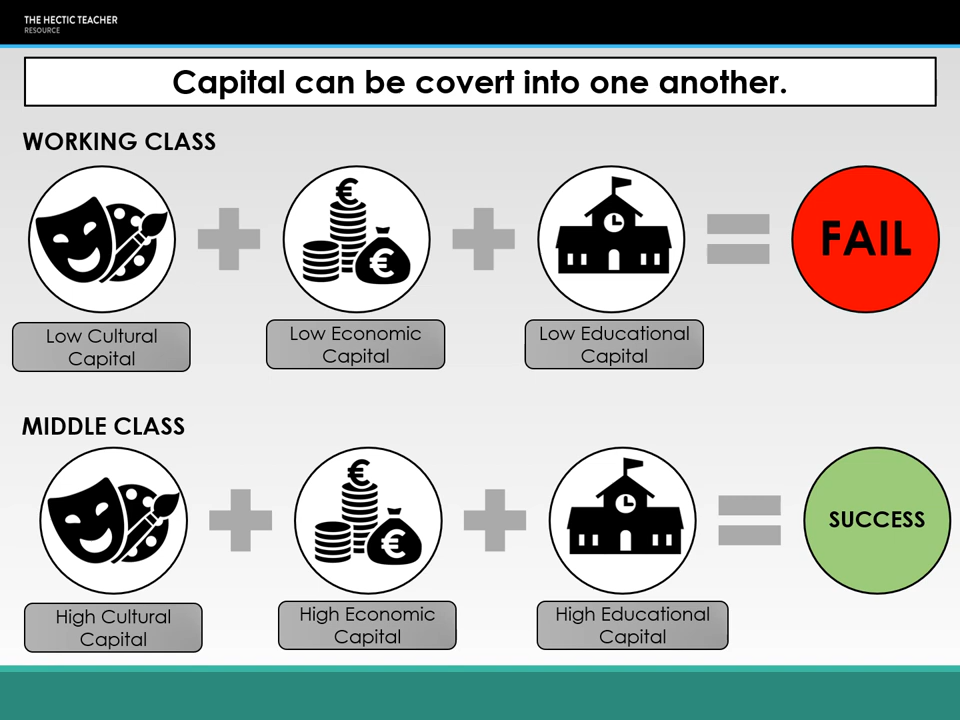 THE HECTIC TEACHER
RESOURCE
Capital can be covert into one another.
WORKING CLASS
€
€
FAIL
Low Cultural
Capital
Low Economic
Capital
Low Educational
Capital
MIDDLE CLASS
€
€
SUCCESS
High Cultural
Capital
High Economic
Capital
High Educational
Capital